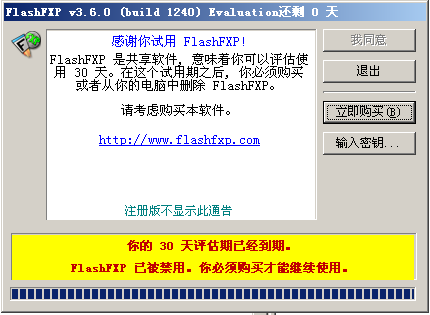 FlashFXP v3.6.0 (build 1240) Evaluation还剩 0 天
感谢你试用 FlashFXP!
FlashFXP 是共享软件, 意味着你可以评估使
用 30 天。在这个试用期之后, 你必须购买
或者从你的电脑中删除 FlashFXP。
请考虑购买本软件。
http://www.flashfxp.com
注册版不显示此通告
我同意
退出
立即购买(B)
输入密钥...
你的 30 天评估期已经到期。
FlashFXP 已被禁用。你必须购买才能继续使用。